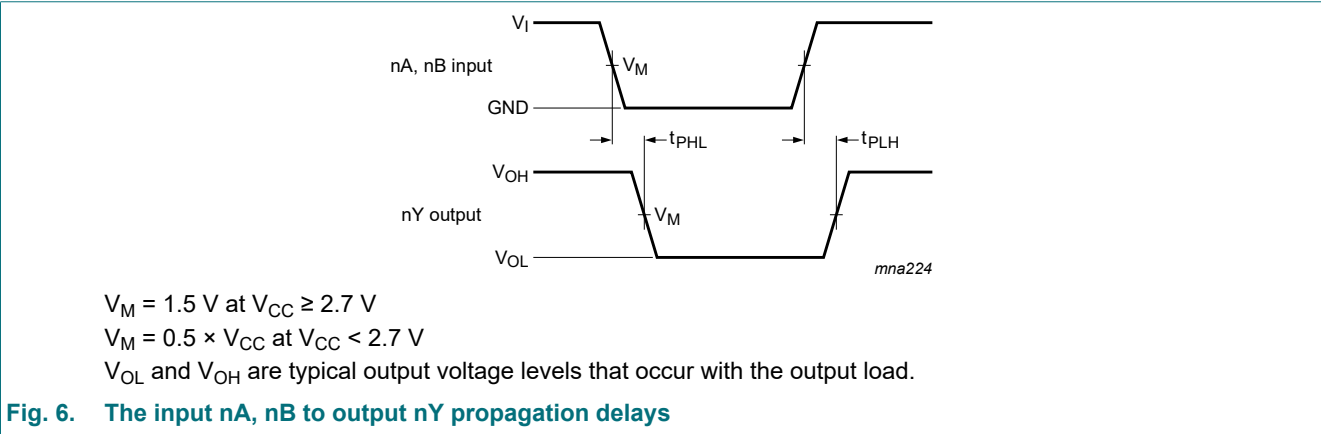 VI
nA, nB input
VM
GND
tPHL
tPLH
VOH
nY output
VM
VOL
mna224
VM = 1.5 V at VCC ≥ 2.7 V
VM = 0.5 × VCC at VCC < 2.7 V
VOL and VOH are typical output voltage levels that occur with the output load.
Fig. 6. The input nA, nB to output nY propagation delays